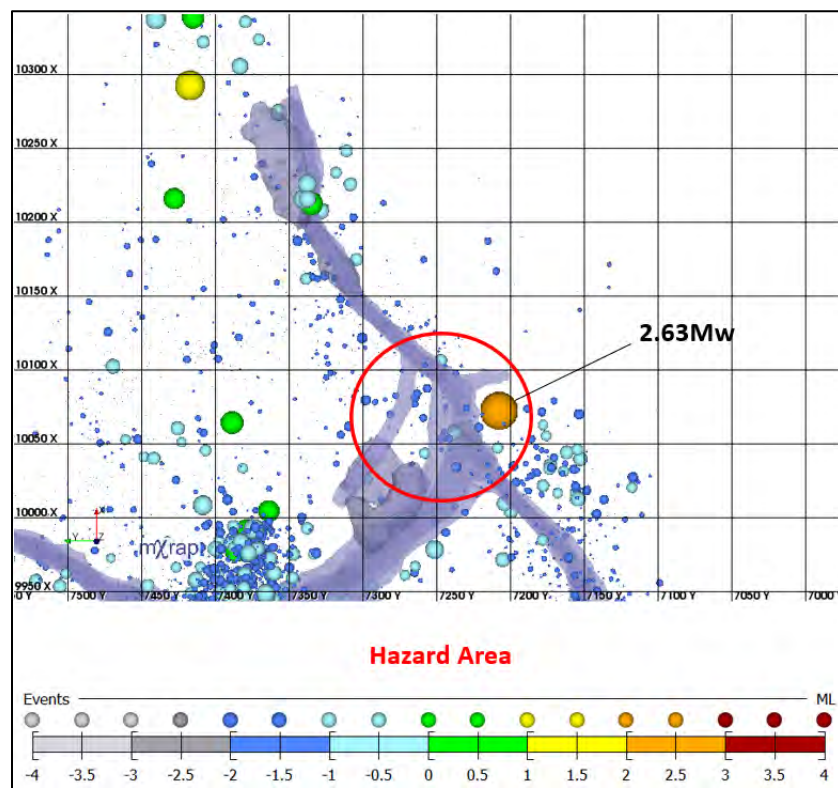 10300 X
10250 X
10200 X
10150 X
2.63Mw
10100 X
10050 X
10000 X
X
Y
Z
mXrap
9950 X
50 Y
7500 Y
7450 Y
7400 Y
7350 Y
7300 Y
7250 Y
7200 Y
7150 Y
7100 Y
7050 Y
7000 Y
Hazard Area
Events
ML
-4 -3.5 -3 -2.5 -2 -1.5 -1 -0.5 0 0.5 1 1.5 2 2.5 3 3.5 4